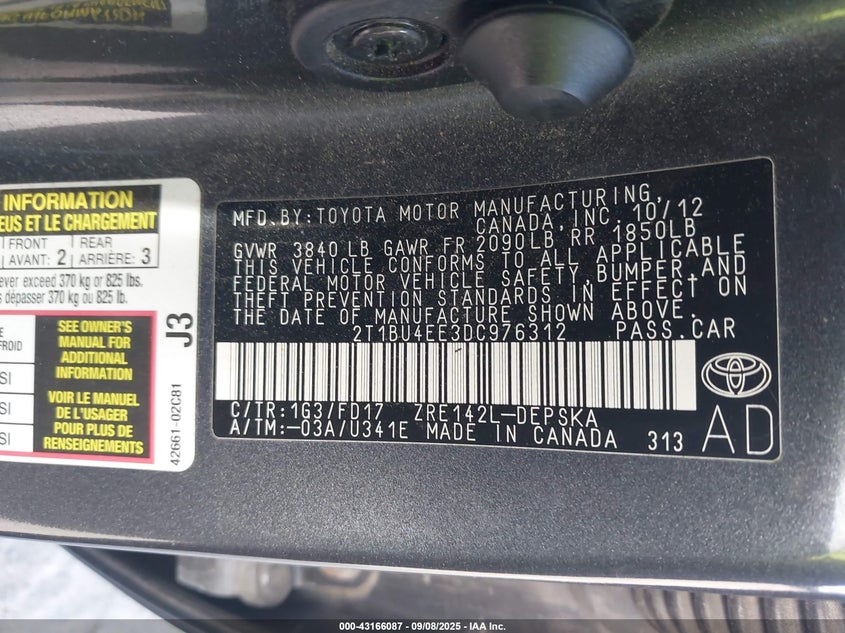 INFORMATION
EUS ET LE CHARGEMENT
FRONT REAR
AVANT: 2 ARRIÈRE: 3
ever exceed 370 kg or 825 lbs.
s dépasser 370 kg ou 825 lb.
SEE OWNER'S
MANUAL FOR
ADDITIONAL
INFORMATION
VOIR LE MANUEL
DE L'USAGER
POUR PLUS DE
RENSEIGNEMENTS
J3
42661-02C81
MFD.BY:TOYOTA MOTOR MANUFACTURING,
CANADA,INC. 10/12
GVWR 3840LB GAWR FR 2090LB RR 1850LB
THIS VEHICLE CONFORMS TO ALL APPLICABLE
FEDERAL MOTOR VEHICLE SAFETY,BUMPER,AND
THEFT PREVENTION STANDARDS IN EFFECT ON
THE DATE OF MANUFACTURE SHOWN ABOVE.
2T1BU4EE3DC976312 PASS.CAR
C/TR:1G3/FD17 ZRE142L-DEPSKA
A/TM:-03A/U341E MADE IN CANADA 313
AD
000-43166087 - 09/08/2025 - IAA Inc.